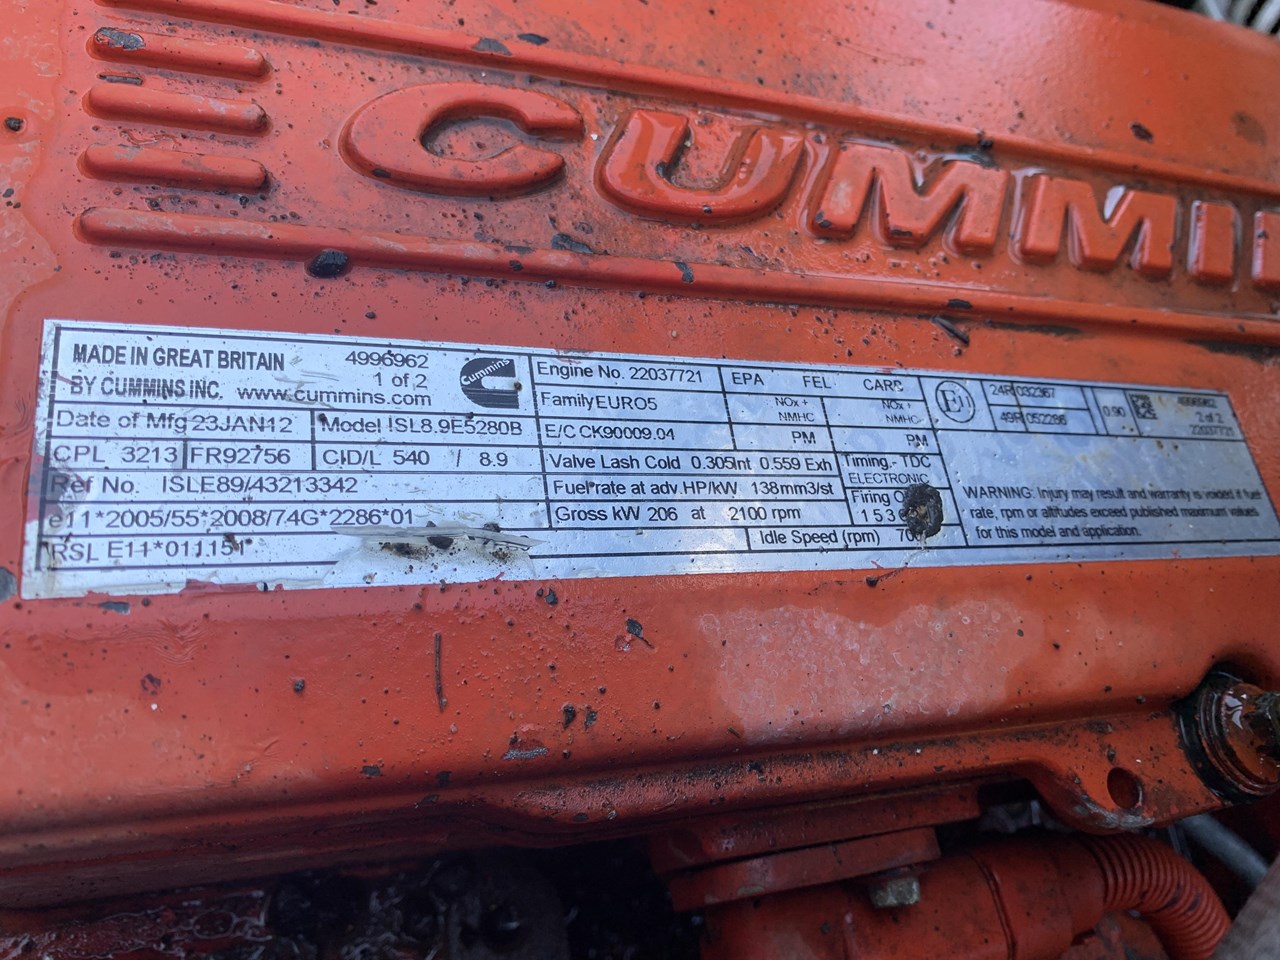 CUMMI
MADE IN GREAT BRITAIN 4996962
BY CUMMINS INC. 1 of 2
www.cummins.com
Cummins
Date of Mfg 23JAN12 Model ISL8.9E5280B
CPL 3213 FR92756 CID/L 540 / 8.9
Ref No. ISLE89/43213342
e11*2005/55*2008/74G*2286*01
RSL E11*011151*
Engine No. 22037721
Family EURO5
E/C CK90009.04
Valve Lash Cold 0.305Int 0.559 Exh
Fuel rate at adv. HP/kW 138mm3/st
Gross kW 206 at 2100 rpm
Idle Speed (rpm)
EPA FEL CARB
NOx + NOx +
NMHC NMHC
PM PM
Timing - TDC
ELECTRONIC
Firing
1 5 3
E11
24R 032367
49R 052286
0.90
4996962
2 of 2
22037721
WARNING: Injury may result and warranty is voided if fuel
rate, rpm or altitudes exceed published maximum values
for this model and application.